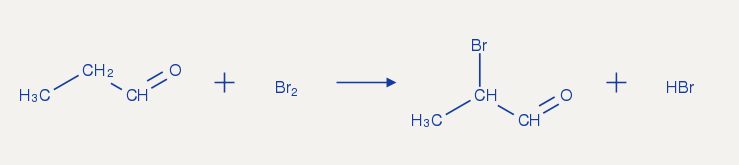 H₃C CH₂ CH O + Br₂ → H₃C CH Br CH O + HBr